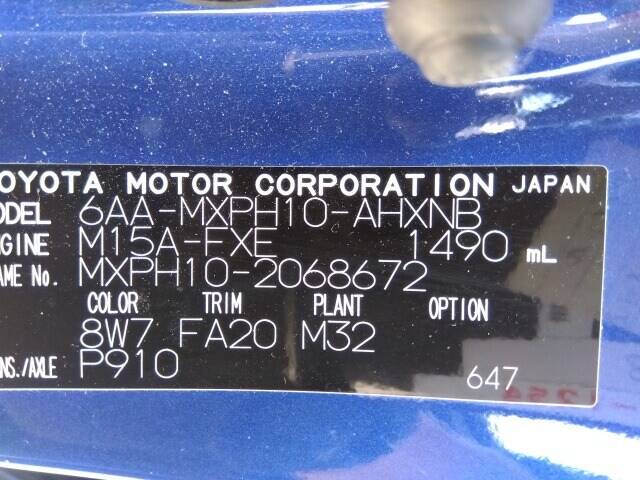 OYOTA MOTOR CORPORATION JAPAN
ODEL 6AA-MXPH10-AHXNB
NGINE M15A-FXE 1490 mL
AME No. MXPH10-2068672
COLOR TRIM PLANT OPTION
8W7 FA20 M32
NS./AXLE P910
647